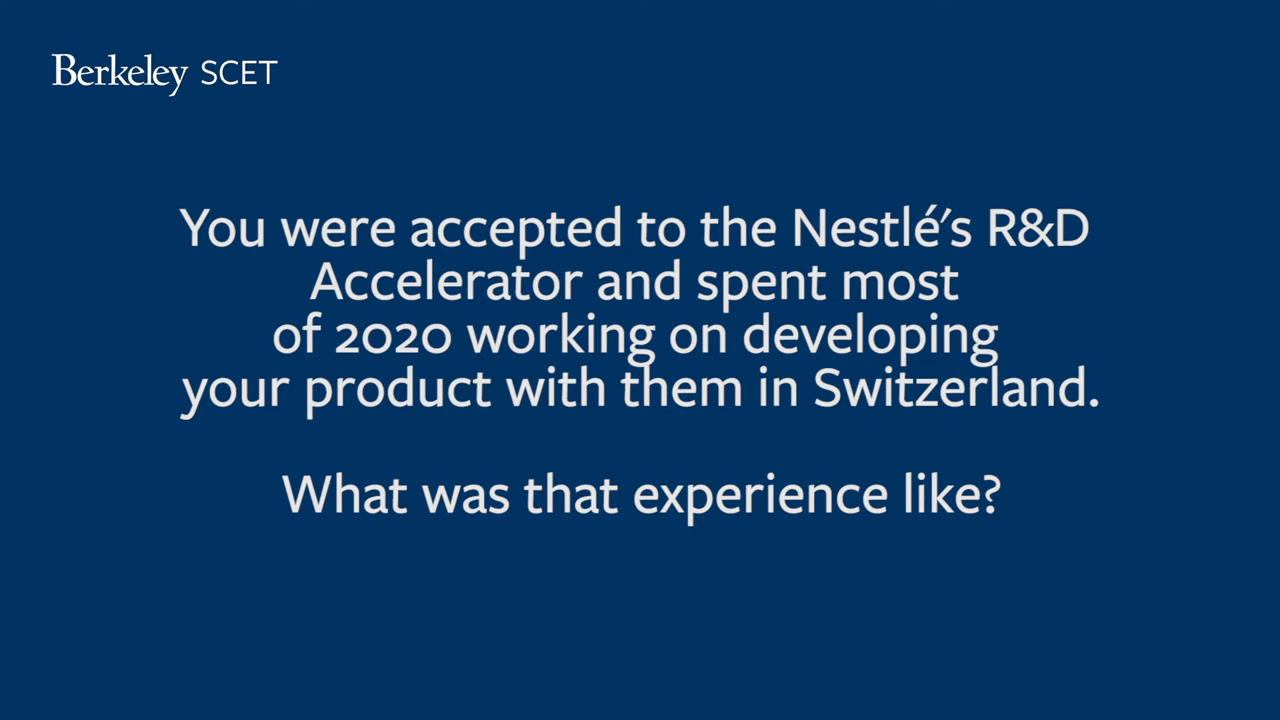 Berkeley SCET
You were accepted to the Nestlé's R&D
Accelerator and spent most
of 2020 working on developing
your product with them in Switzerland.
What was that experience like?